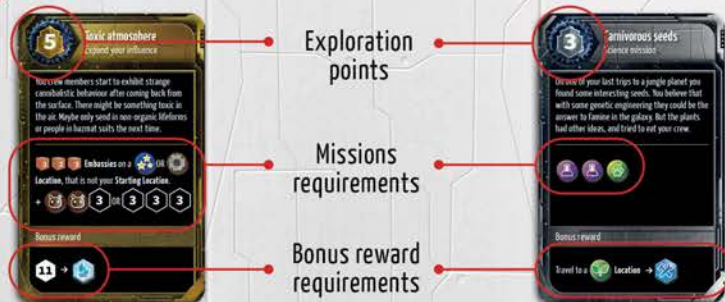 5
Toxic atmosphere
Expand your influence
You crew members start to exhibit strange
cannibalistic behaviour after coming back from
the surface. There might be something toxic in
the air. Maybe only send in non-organic lifeforms
or people in hazmat suits the next time.
3 3 3 Embassies on a OR
Location, that is not your Starting Location.
+ 3 OR 3 3 3
Bonus reward
11 →
Exploration
points
Missions
requirements
Bonus reward
requirements
3
Carnivorous seeds
Science mission
On one of your last trips to a jungle planet you
found some interesting seeds. You believe that
with some genetic engineering they could be the
answer to famine in the galaxy. But the plants
had other ideas, and tried to eat your crew.
Bonus reward
Travel to a Location →